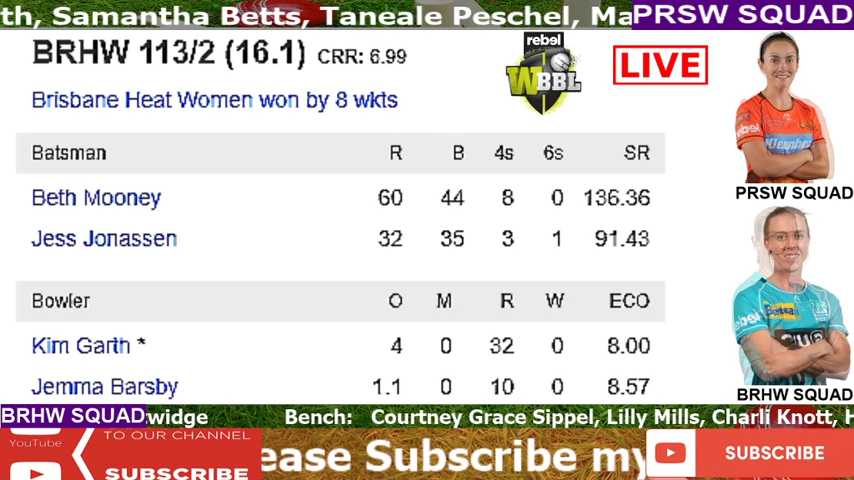 th, Samantha Betts, Taneale Peschel, Ma
PRSW SQUAD
BRHW 113/2 (16.1) CRR: 6.99
rebel
WBBL
LIVE
Brisbane Heat Women won by 8 wkts
Batsman R B 4s 6s SR
Beth Mooney 60 44 8 0 136.36
Jess Jonassen 32 35 3 1 91.43
PRSW SQUAD
Bowler O M R W ECO
Kim Garth * 4 0 32 0 8.00
Jemma Barsby 1.1 0 10 0 8.57
BRHW SQUAD
BRHW SQUAD twidge Bench: Courtney Grace Sippel, Lilly Mills, Charli Knott, H
YouTube
TO OUR CHANNEL
SUBSCRIBE
ease Subscribe my
SUBSCRIBE